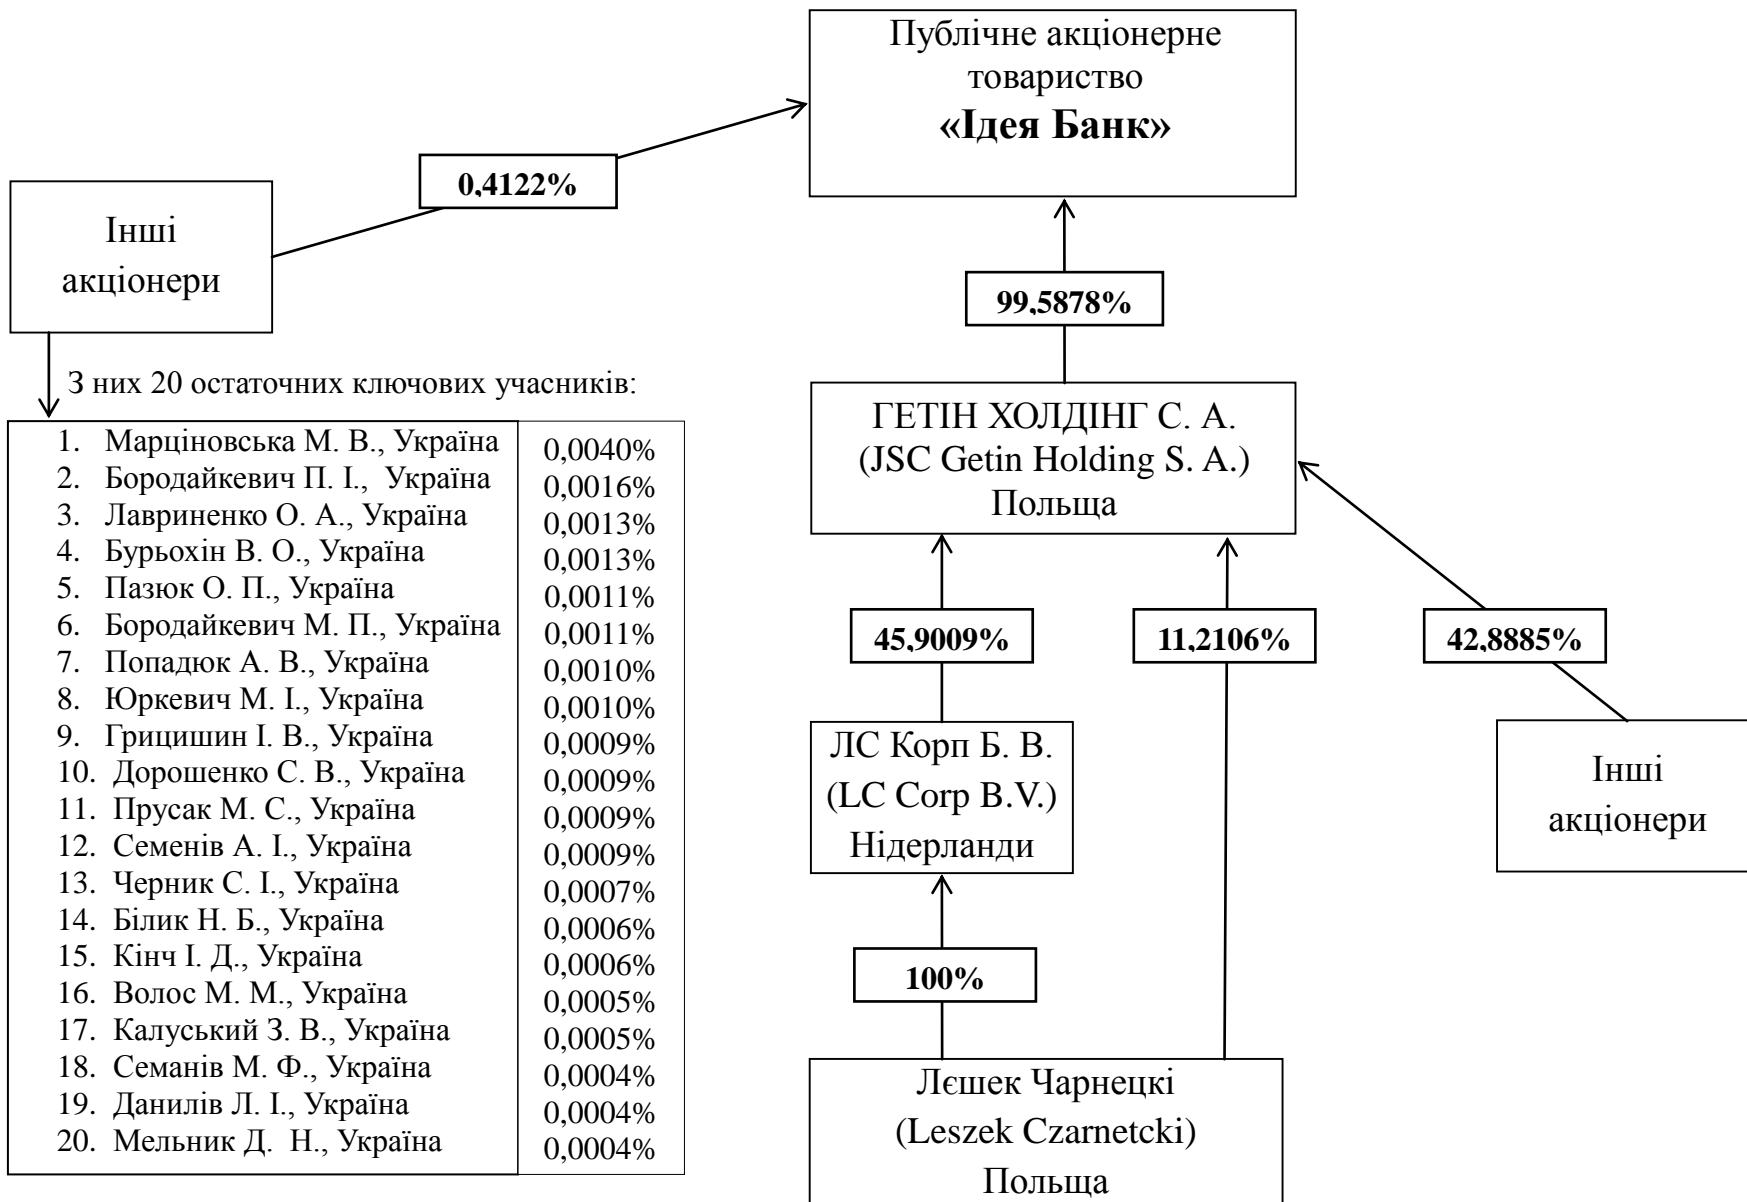 Публічне акціонерне
товариство
«Ідея Банк»
0,4122%
Інші
акціонери
99,5878%
З них 20 остаточних ключових учасників:
1. Марціновська М. В., Україна 0,0040%
2. Бородайкевич П. І., Україна 0,0016%
3. Лавриненко О. А., Україна 0,0013%
4. Бурьохін В. О., Україна 0,0013%
5. Пазюк О. П., Україна 0,0011%
6. Бородайкевич М. П., Україна 0,0011%
7. Попадюк А. В., Україна 0,0010%
8. Юркевич М. І., Україна 0,0010%
9. Грицишин І. В., Україна 0,0009%
10. Дорошенко С. В., Україна 0,0009%
11. Прусак М. С., Україна 0,0009%
12. Семенів А. І., Україна 0,0009%
13. Черник С. І., Україна 0,0007%
14. Білик Н. Б., Україна 0,0006%
15. Кінч І. Д., Україна 0,0006%
16. Волос М. М., Україна 0,0005%
17. Калуський З. В., Україна 0,0005%
18. Семанів М. Ф., Україна 0,0004%
19. Данилів Л. І., Україна 0,0004%
20. Мельник Д. Н., Україна 0,0004%
ГЕТІН ХОЛДІНГ С. А.
(JSC Getin Holding S. A.)
Польща
45,9009%
11,2106%
42,8885%
ЛС Корп Б. В.
(LC Corp B.V.)
Нідерланди
Інші
акціонери
100%
Лєшек Чарнецкі
(Leszek Czarnetcki)
Польща